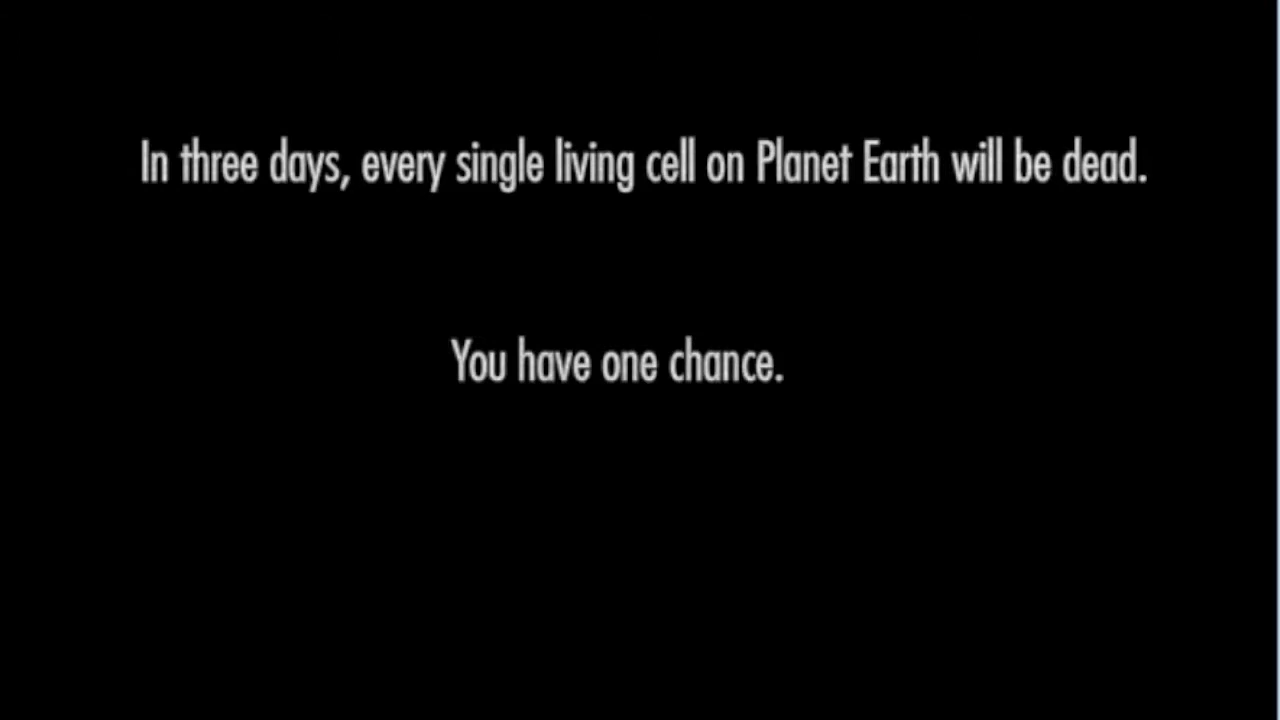 In three days, every single living cell on Planet Earth will be dead.
You have one chance.